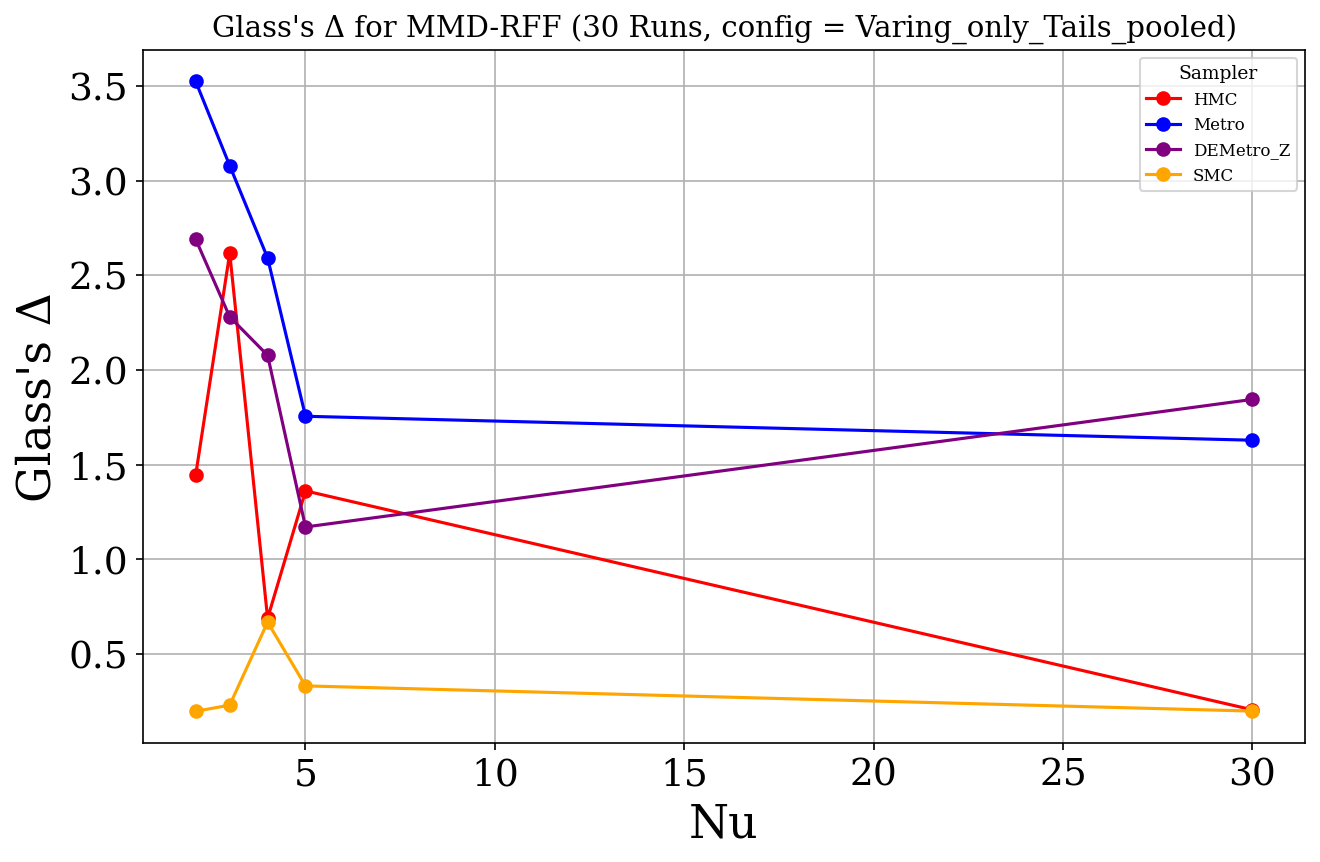 Glass's Δ for MMD-RFF (30 Runs, config = Varing_only_Tails_pooled)
Glass's Δ
3.5
3.0
2.5
2.0
1.5
1.0
0.5
Sampler
HMC
Metro
DEMetro_Z
SMC
5 10 15 20 25 30
Nu